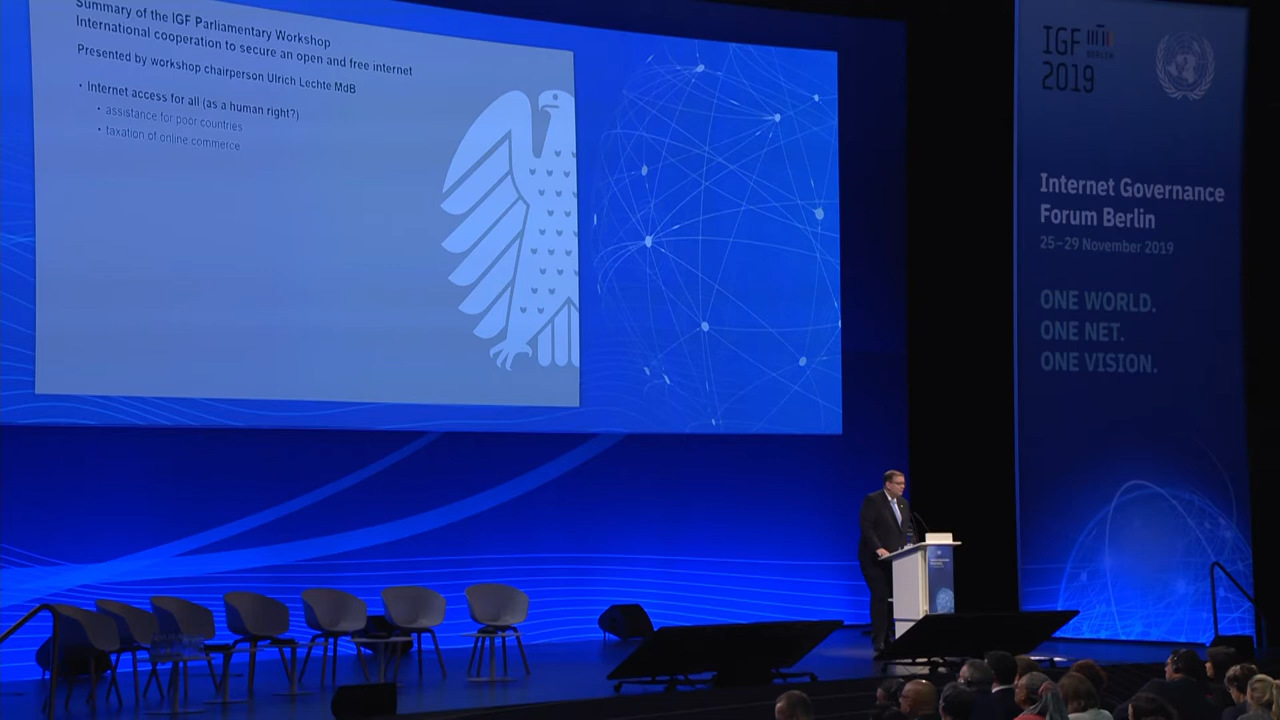 Summary of the IGF Parliamentary Workshop
International cooperation to secure an open and free internet
Presented by workshop chairperson Ulrich Lechte MdB
• Internet access for all (as a human right?)
• assistance for poor countries
• taxation of online commerce
IGF
BERLIN
2019
Internet Governance
Forum Berlin
25–29 November 2019
ONE WORLD.
ONE NET.
ONE VISION.